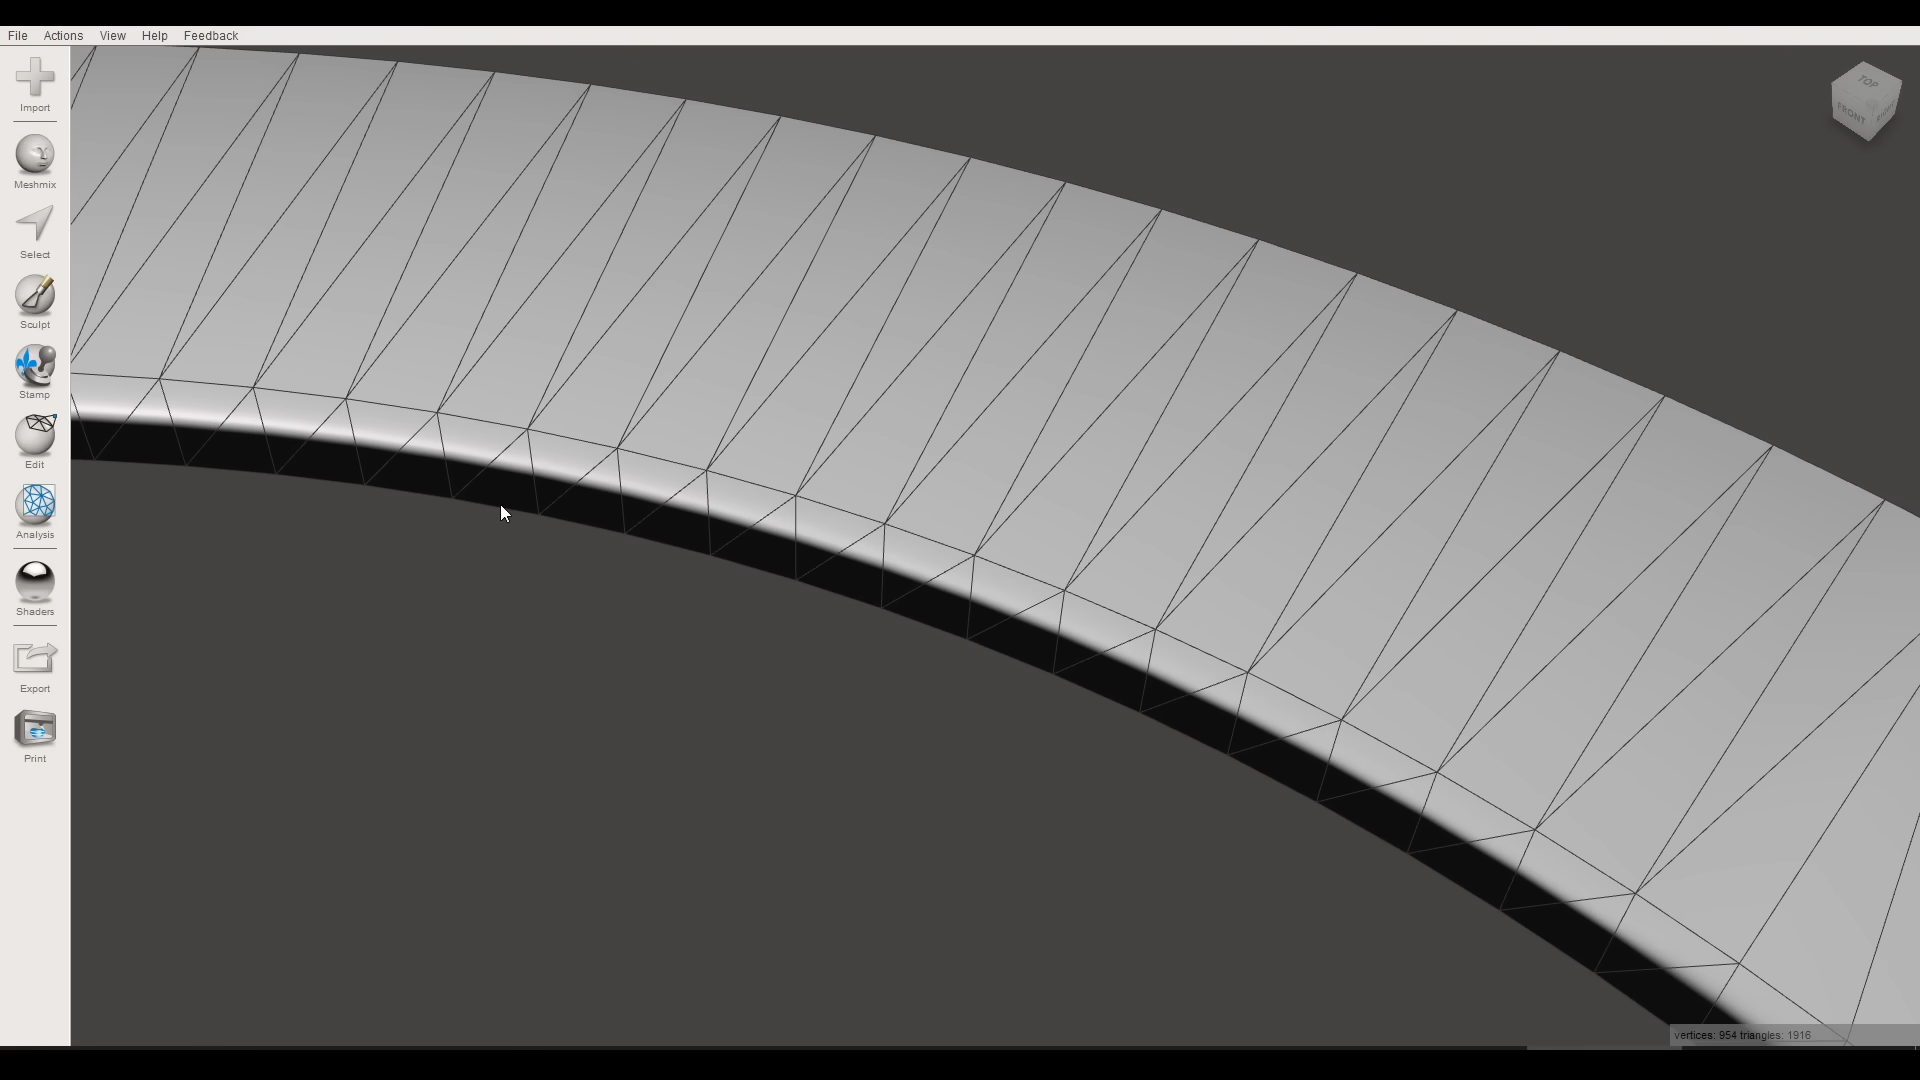 File Actions View Help Feedback
Import
Meshmix
Select
Sculpt
Stamp
Edit
Analysis
Shaders
Export
Print
TOP
FRONT
vertices: 954 triangles: 1916